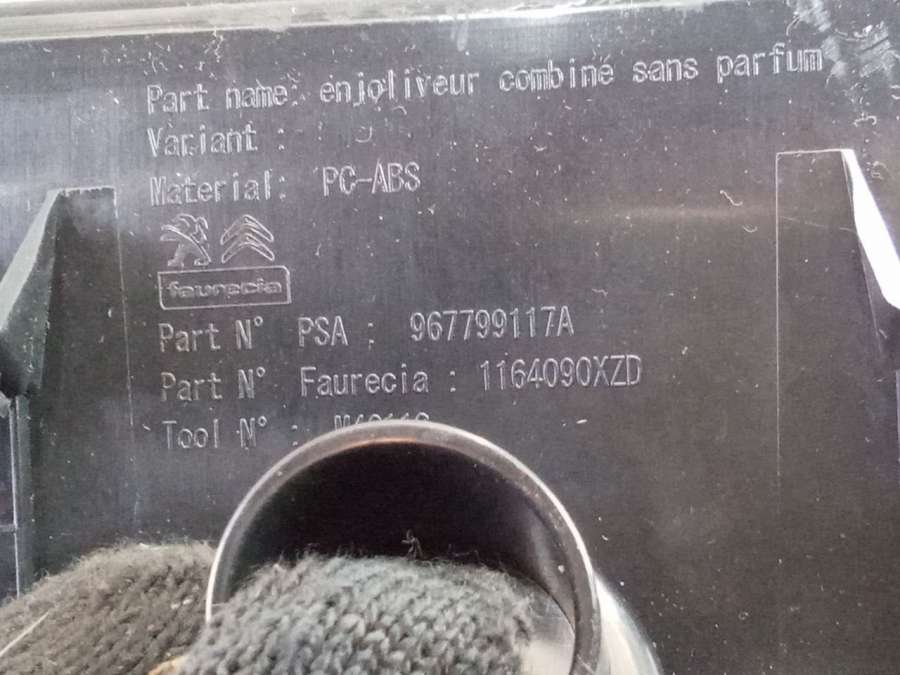 Part name: enjoliveur combiné sans parfum
Variant :
Material: PC-ABS
faurecia
Part N° PSA : 967799117A
Part N° Faurecia : 1164090XZD
Tool N° :